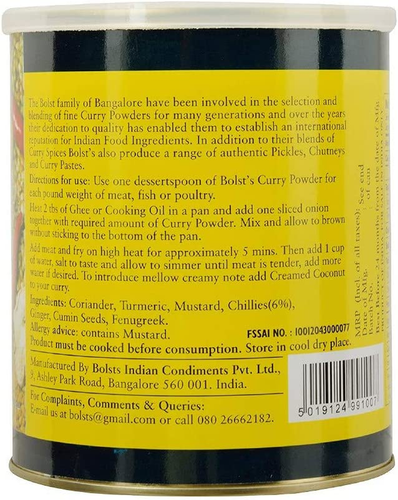 The Bolst family of Bangalore have been involved in the selection and
blending of fine Curry Powders for many generations and over the years
their dedication to quality has enabled them to establish an international
reputation for Indian Food Ingredients. In addition to their blends of
Curry Spices Bolst's also produce a range of authentic Pickles, Chutneys
and Curry Pastes.
Directions for use: Use one dessertspoon of Bolst's Curry Powder for
each pound weight of meat, fish or poultry.
Heat 2 tbs of Ghee or Cooking Oil in a pan and add one sliced onion
together with required amount of Curry Powder. Mix and allow to brown
without sticking to the bottom of the pan.
Add meat and fry on high heat for approximately 5 mins. Then add 1 cup
of water, salt to taste and allow to simmer until meat is tender, add more
water if desired. To introduce mellow creamy note add Creamed Coconut
to your curry.
Ingredients: Coriander, Turmeric, Mustard, Chillies(6%),
Ginger, Cumin Seeds, Fenugreek.
Allergy advice: contains Mustard.
FSSAI NO. : 10012043000077
Product must be cooked before consumption. Store in cool dry place.
Manufactured By Bolsts Indian Condiments Pvt. Ltd.,
9, Ashley Park Road, Bangalore 560 001. India.
For Complaints, Comments & Queries:
E-mail us at bolsts@gmail.com or call 080 26662182.
MRP (Incl. of all taxes): See end
Date of Mfg. of can
Batch No.
5 019124 991007